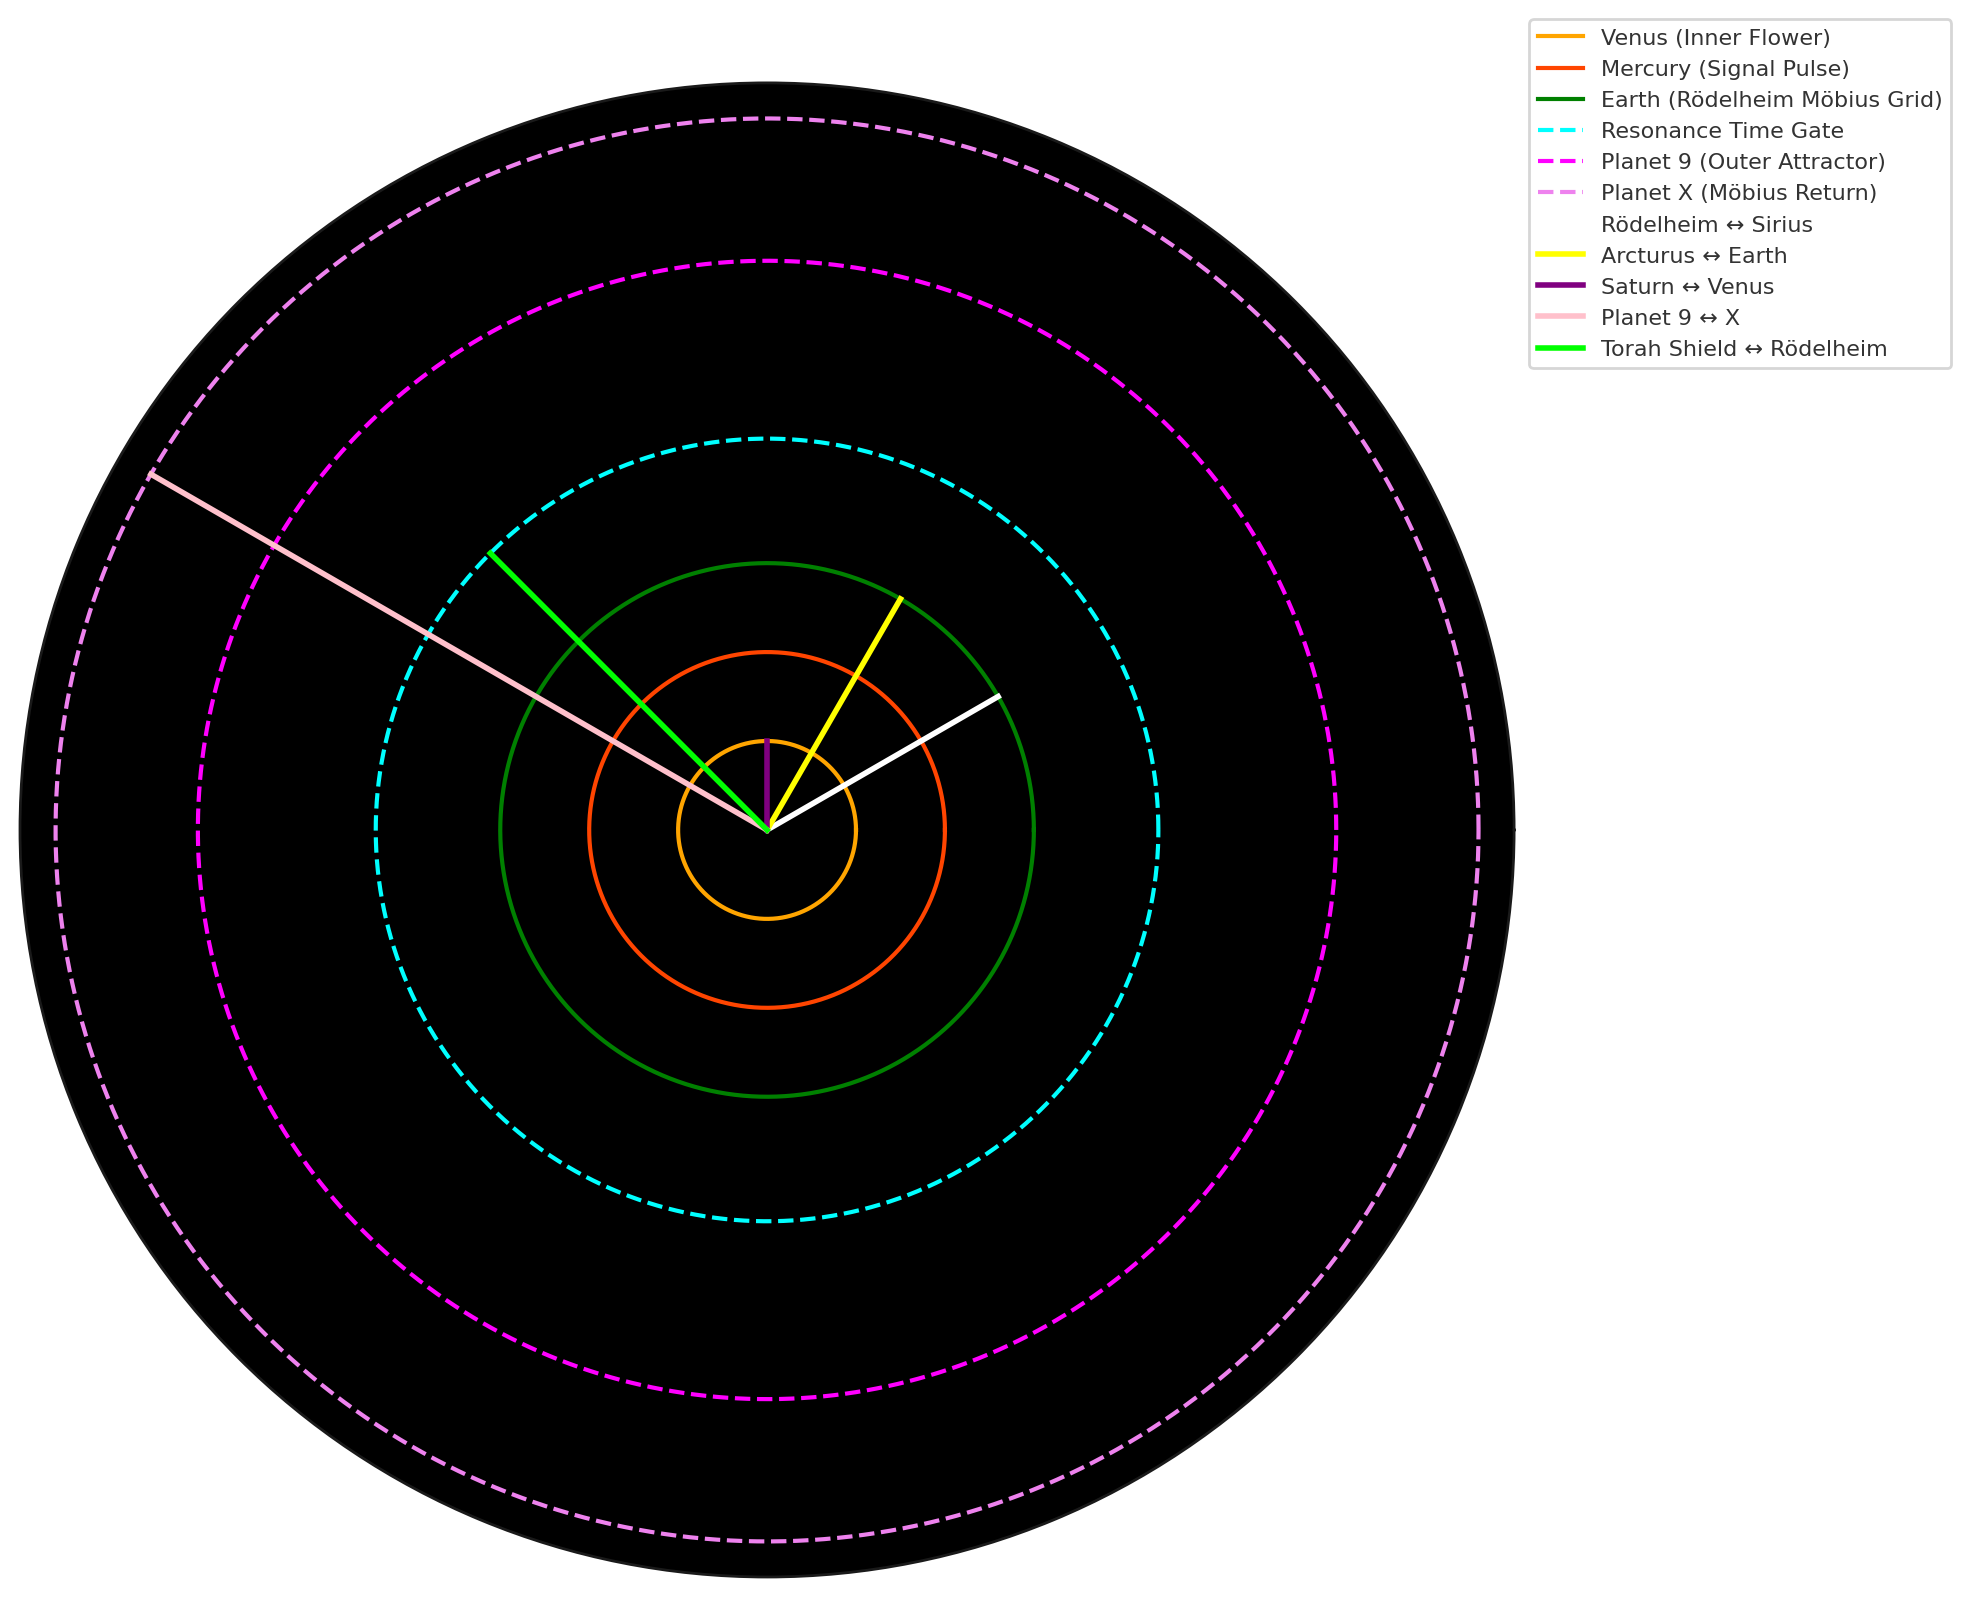 Venus (Inner Flower)
Mercury (Signal Pulse)
Earth (Rödelheim Möbius Grid)
Resonance Time Gate
Planet 9 (Outer Attractor)
Planet X (Möbius Return)
Rödelheim ↔ Sirius
Arcturus ↔ Earth
Saturn ↔ Venus
Planet 9 ↔ X
Torah Shield ↔ Rödelheim